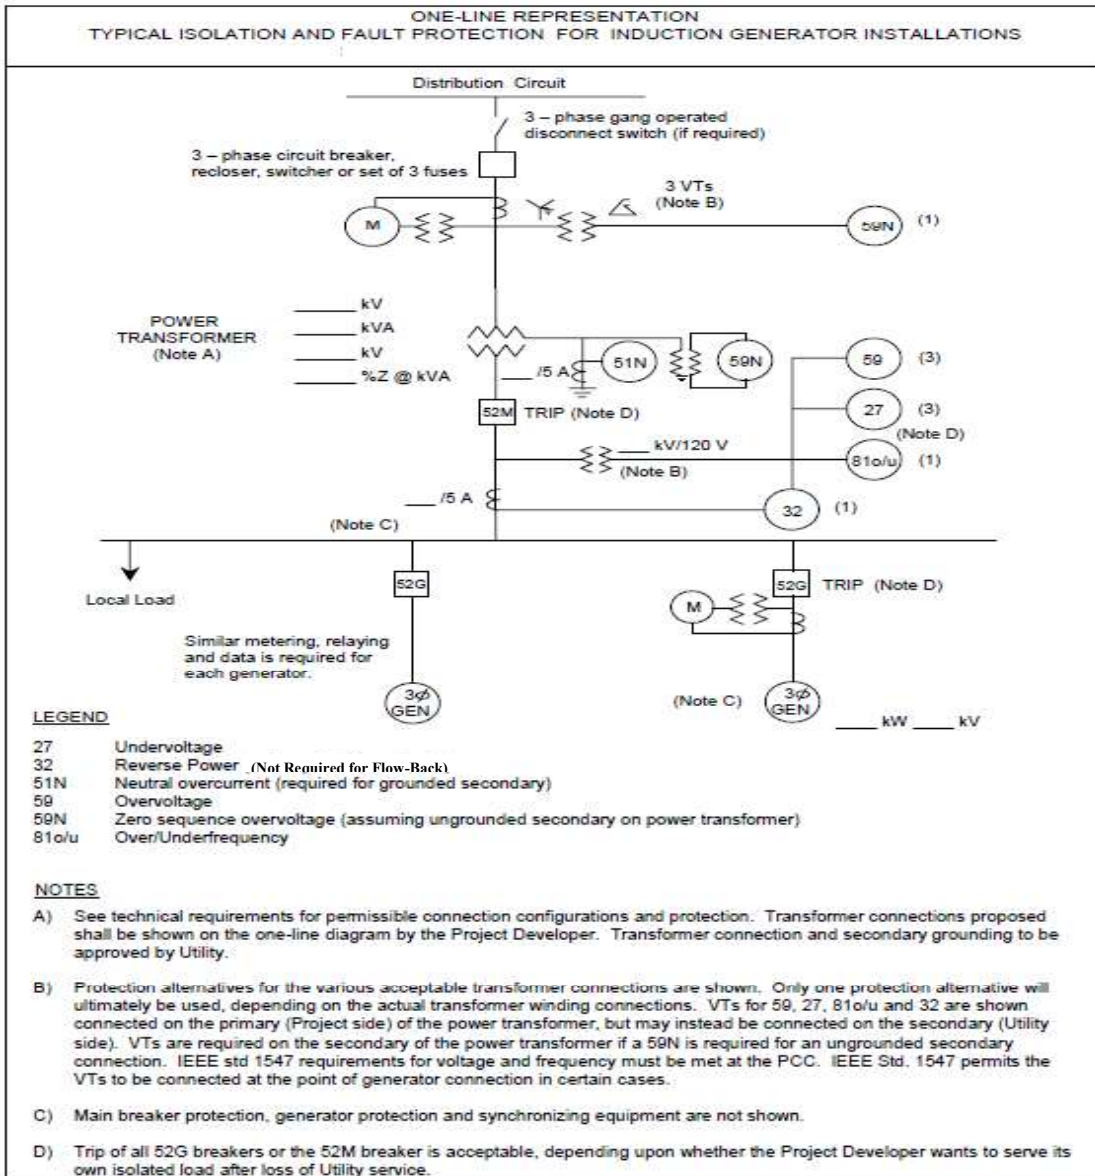 ONE-LINE REPRESENTATION
TYPICAL ISOLATION AND FAULT PROTECTION FOR INDUCTION GENERATOR INSTALLATIONS
Distribution Circuit
3 – phase gang operated
disconnect switch (if required)
3 – phase circuit breaker,
recloser, switcher or set of 3 fuses
3 VTs
(Note B)
M
59N
(1)
POWER
TRANSFORMER
(Note A)
____ kV
____ kVA
____ kV
____ %Z @ kVA
___ /5 A
51N
59N
59
(3)
52M
TRIP (Note D)
27
(3)
(Note D)
___ kV/120 V
(Note B)
81o/u
(1)
___ /5 A
32
(1)
(Note C)
Local Load
52G
52G
TRIP (Note D)
M
Similar metering, relaying
and data is required for
each generator.
3ø
GEN
(Note C)
3ø
GEN
____ kW ____ kV
LEGEND
27 Undervoltage
32 Reverse Power (Not Required for Flow-Back)
51N Neutral overcurrent (required for grounded secondary)
59 Overvoltage
59N Zero sequence overvoltage (assuming ungrounded secondary on power transformer)
81o/u Over/Underfrequency
NOTES
A) See technical requirements for permissible connection configurations and protection. Transformer connections proposed
shall be shown on the one-line diagram by the Project Developer. Transformer connection and secondary grounding to be
approved by Utility.
B) Protection alternatives for the various acceptable transformer connections are shown. Only one protection alternative will
ultimately be used, depending on the actual transformer winding connections. VTs for 59, 27, 81o/u and 32 are shown
connected on the primary (Project side) of the power transformer, but may instead be connected on the secondary (Utility
side). VTs are required on the secondary of the power transformer if a 59N is required for an ungrounded secondary
connection. IEEE std 1547 requirements for voltage and frequency must be met at the PCC. IEEE Std. 1547 permits the
VTs to be connected at the point of generator connection in certain cases.
C) Main breaker protection, generator protection and synchronizing equipment are not shown.
D) Trip of all 52G breakers or the 52M breaker is acceptable, depending upon whether the Project Developer wants to serve its
own isolated load after loss of Utility service.